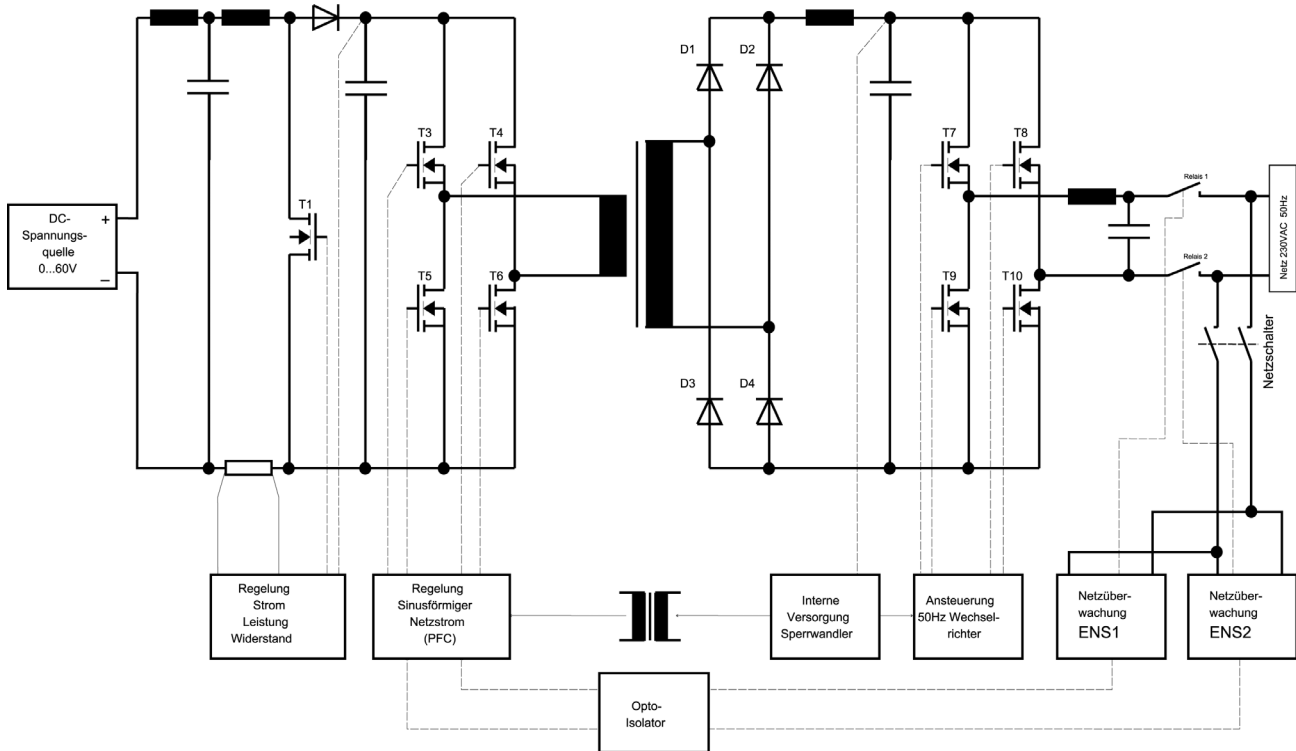 D1
D2
T3
T4
T7
T8
T1
Relais 1
DC-
Spannungs-
quelle
0...60V
+
−
Netz 230VAC 50Hz
Relais 2
T5
T6
T9
T10
Netzschalter
D3
D4
Regelung
Strom
Leistung
Widerstand
Regelung
Sinusförmiger
Netzstrom
(PFC)
Interne
Versorgung
Sperrwandler
Ansteuerung
50Hz Wechsel-
richter
Netzüber-
wachung
ENS1
Netzüber-
wachung
ENS2
Opto-
Isolator